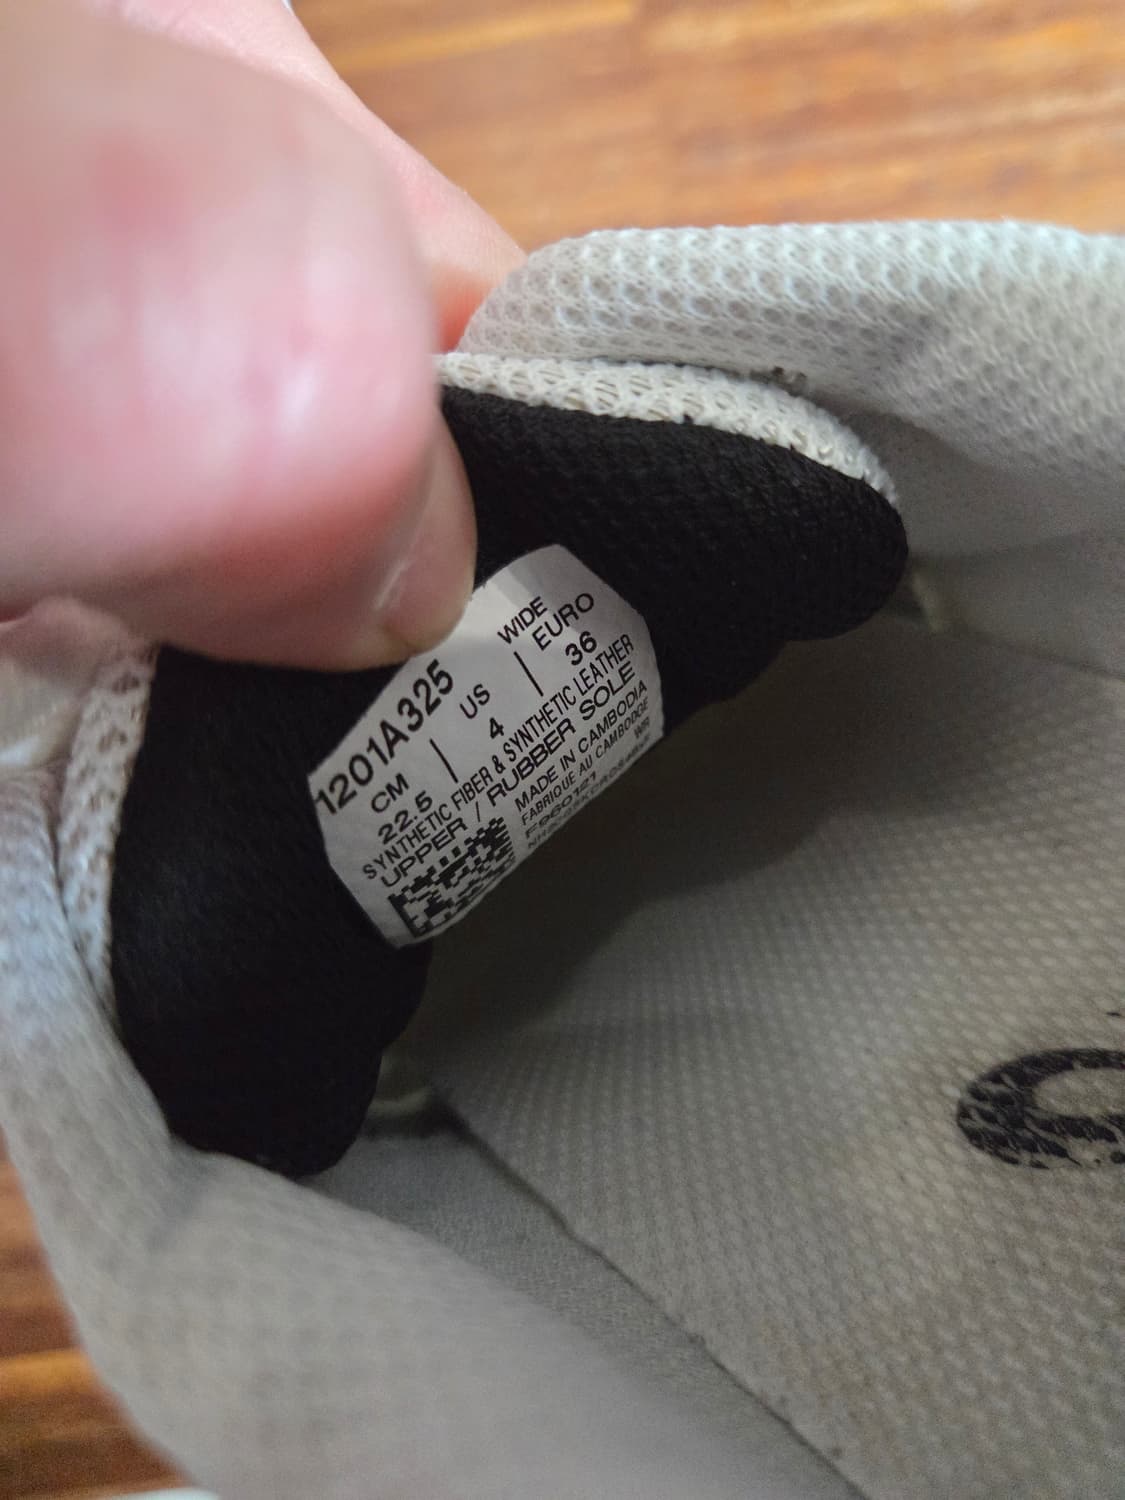 WIDE
1201A325
CM | US | EURO
22.5 4 36
SYNTHETIC FIBER & SYNTHETIC LEATHER
UPPER / RUBBER SOLE
MADE IN CAMBODIA
FABRIQUE AU CAMBODGE
WR